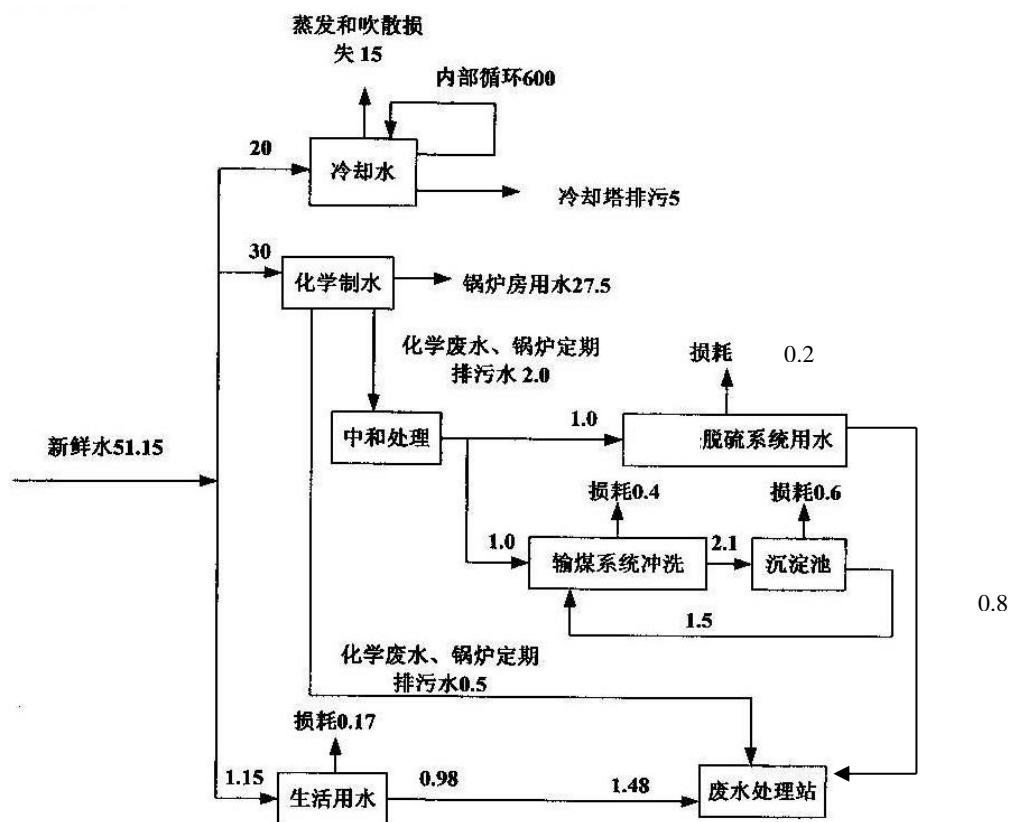 蒸发和吹散损
失 15
内部循环600
20
冷却水
冷却塔排污5
30
化学制水
锅炉房用水27.5
化学废水、锅炉定期
排污水 2.0
损耗
0.2
新鲜水51.15
中和处理
1.0
脱硫系统用水
损耗0.4
损耗0.6
1.0
输煤系统冲洗
2.1
沉淀池
1.5
0.8
化学废水、锅炉定期
排污水0.5
损耗0.17
1.15
生活用水
0.98
1.48
废水处理站